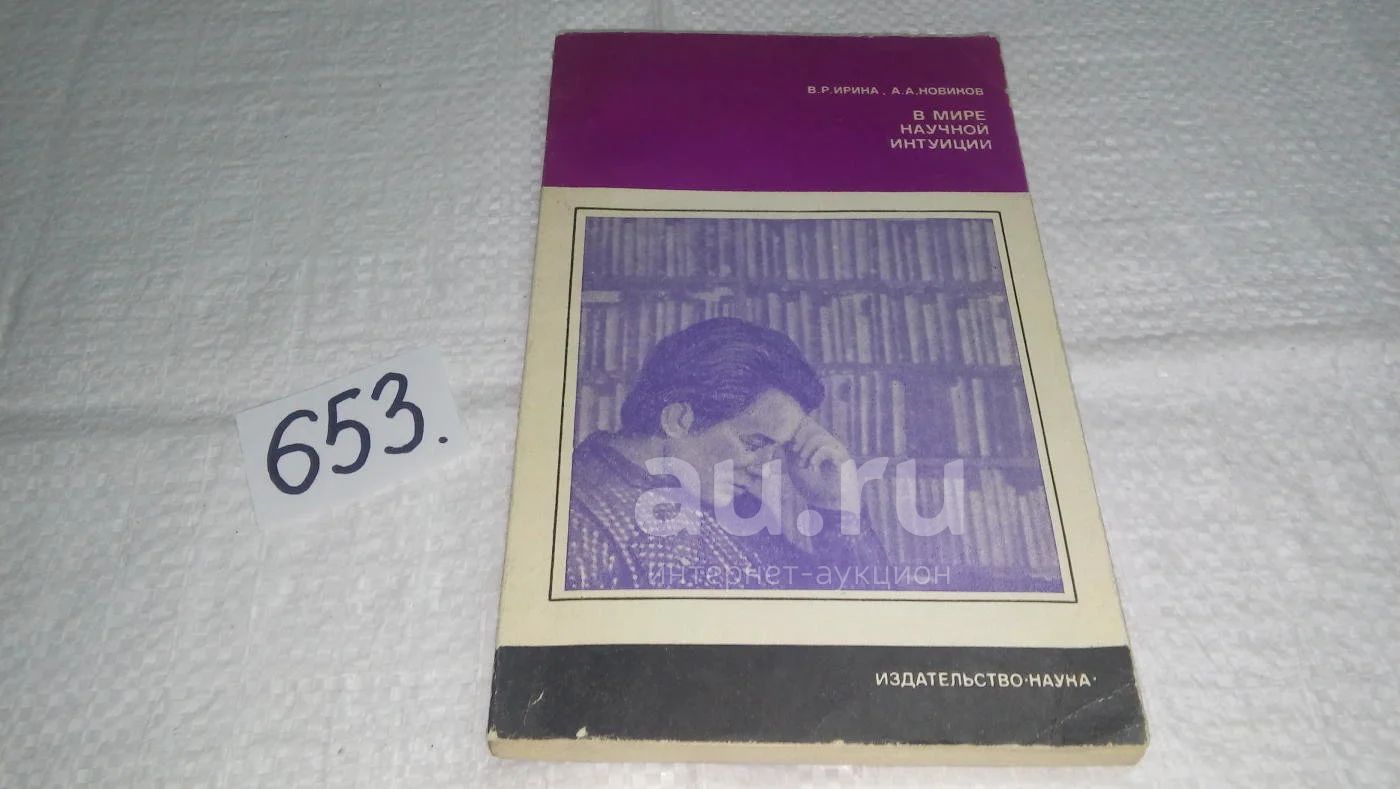 В.Р.ИРИНА, А.А.НОВИКОВ
В МИРЕ
НАУЧНОЙ
ИНТУИЦИИ
653.
au.ru
интернет-аукцион
ИЗДАТЕЛЬСТВО·НАУКА·